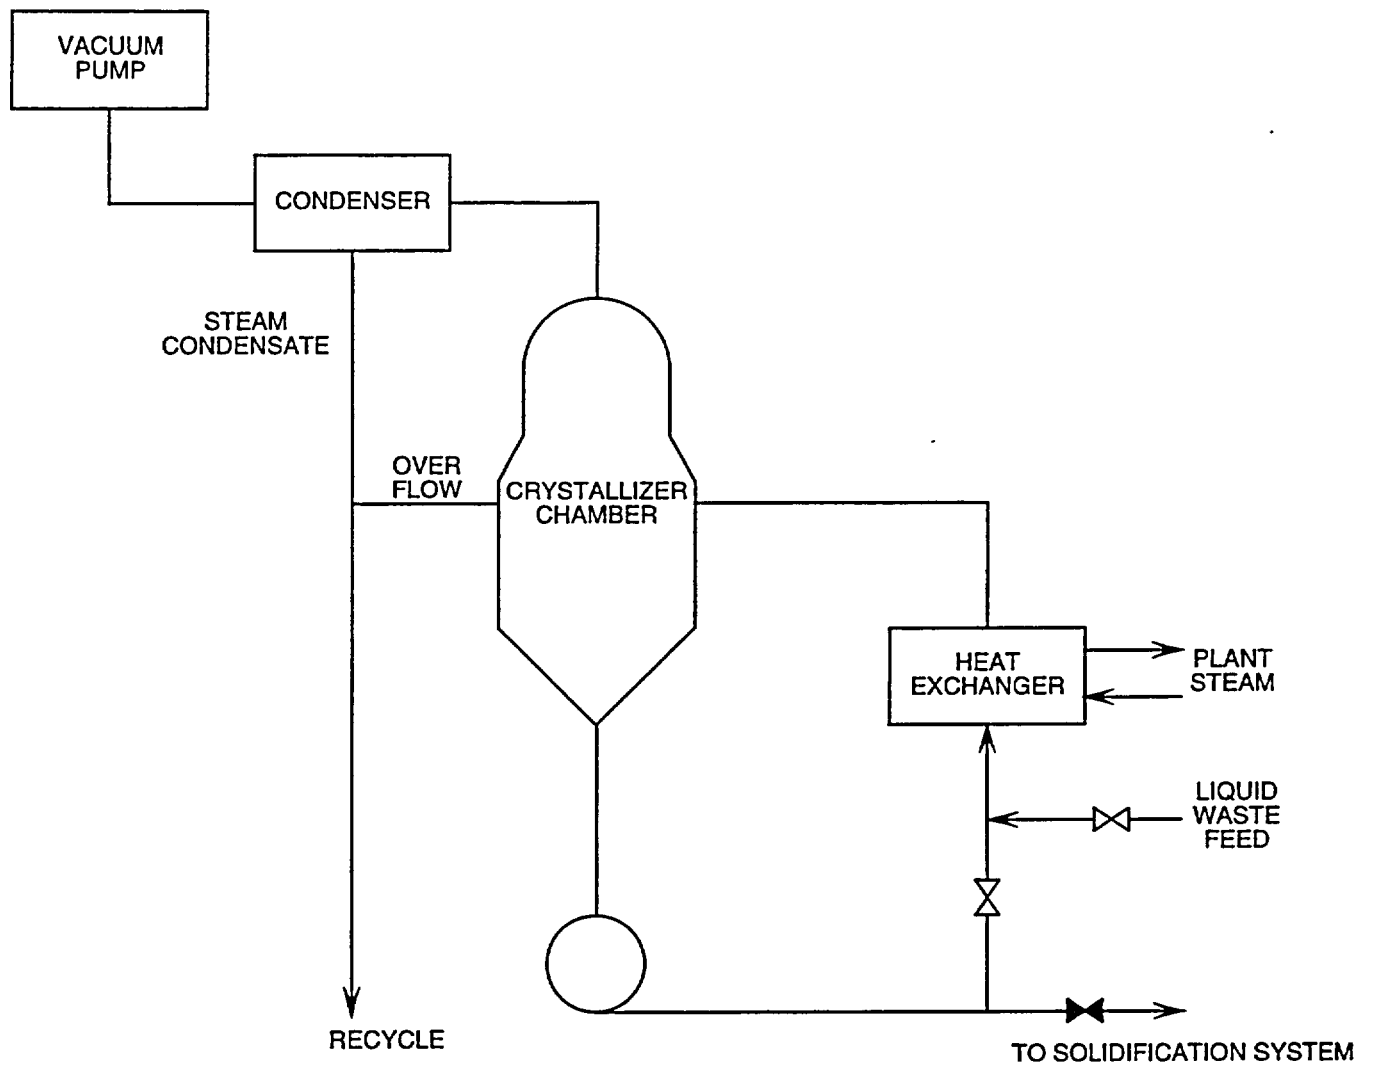 VACUUM
PUMP
CONDENSER
STEAM
CONDENSATE
OVER
FLOW
CRYSTALLIZER
CHAMBER
HEAT
EXCHANGER
PLANT
STEAM
LIQUID
WASTE
FEED
RECYCLE
TO SOLIDIFICATION SYSTEM